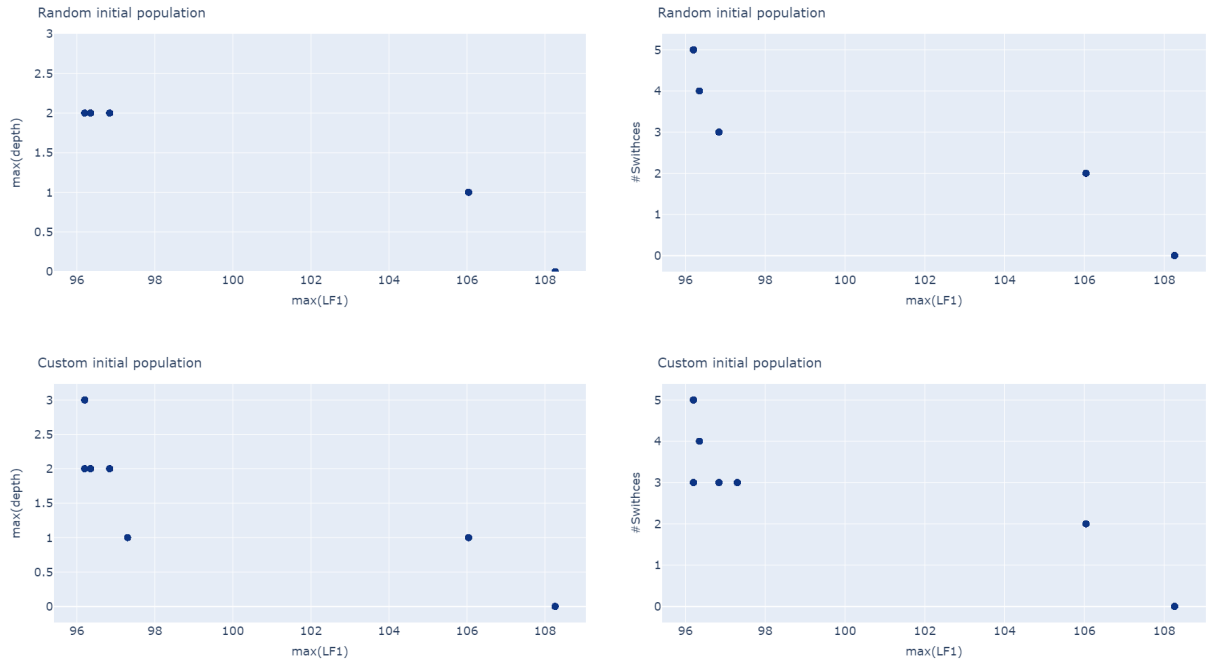 Random initial population
3
2.5
2
1.5
1
0.5
0
max(depth)
96 98 100 102 104 106 108
max(LF1)
Random initial population
5
4
3
2
1
0
#Swithces
96 98 100 102 104 106 108
max(LF1)
Custom initial population
3
2.5
2
1.5
1
0.5
0
max(depth)
96 98 100 102 104 106 108
max(LF1)
Custom initial population
5
4
3
2
1
0
#Swithces
96 98 100 102 104 106 108
max(LF1)